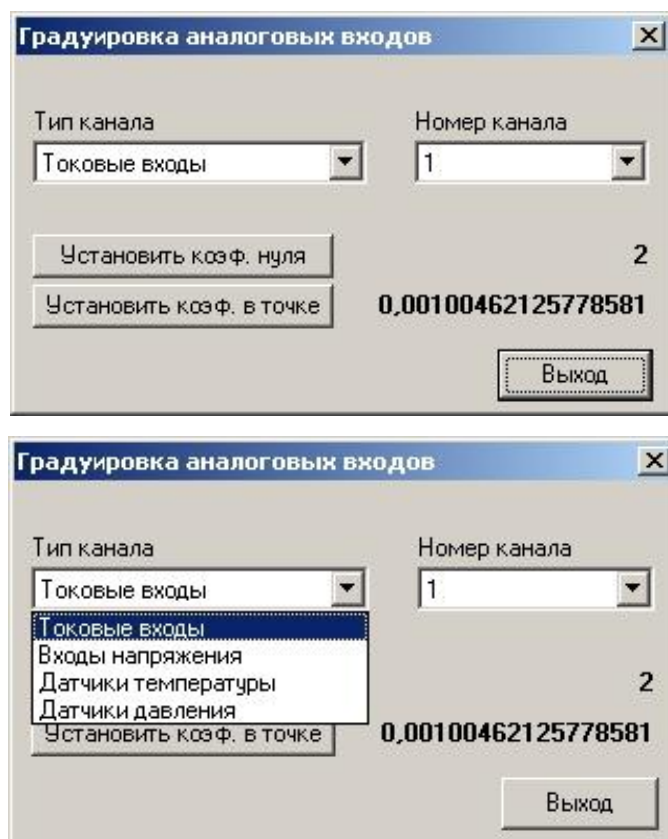 Градуировка аналоговых входов
Тип канала Номер канала
Токовые входы 1
Установить коэф. нуля 2
Установить коэф. в точке 0,00100462125778581
Выход
Градуировка аналоговых входов
Тип канала Номер канала
Токовые входы 1
Токовые входы
Входы напряжения
Датчики температуры 2
Датчики давления
Установить коэф. в точке 0,00100462125778581
Выход